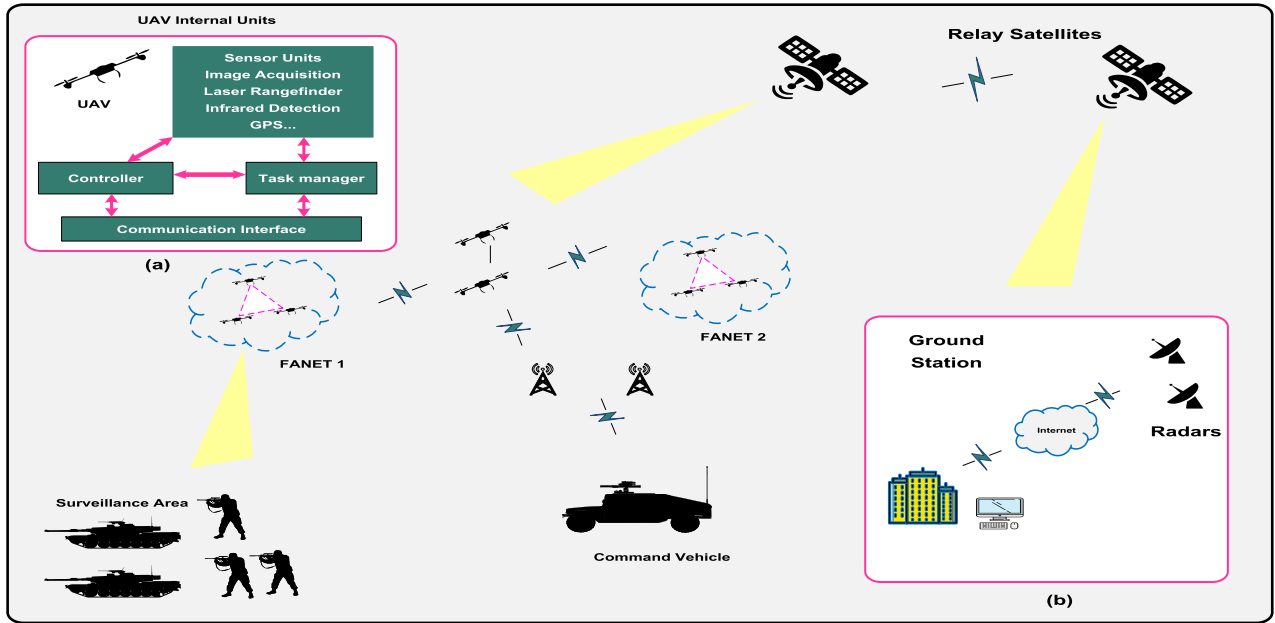 UAV Internal Units
UAV
Sensor Units
Image Acquisition
Laser Rangefinder
Infrared Detection
GPS...
Controller
Task manager
Communication Interface
(a)
Relay Satellites
FANET 1
FANET 2
Surveillance Area
Command Vehicle
Ground
Station
Internet
Radars
(b)